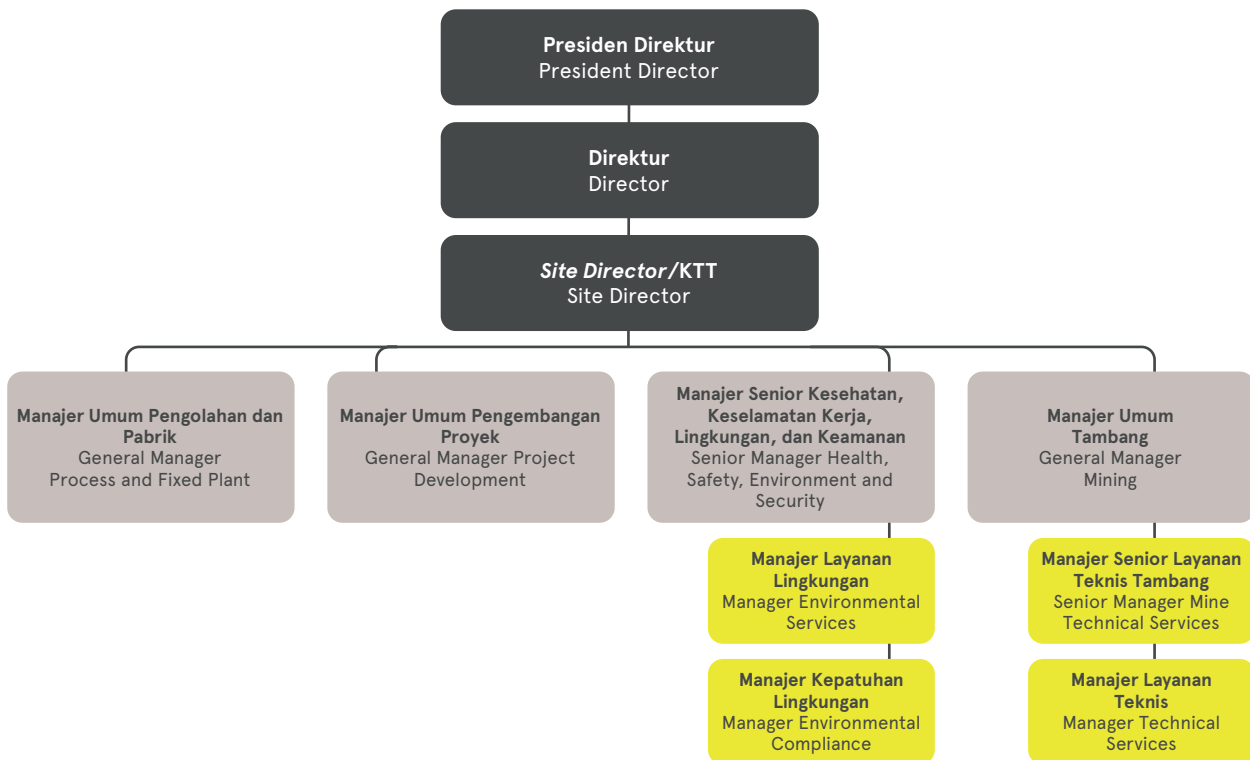 Presiden Direktur
President Director
Direktur
Director
Site Director/KTT
Site Director
Manajer Umum Pengolahan dan
Pabrik
General Manager
Process and Fixed Plant
Manajer Umum Pengembangan
Proyek
General Manager Project
Development
Manajer Senior Kesehatan,
Keselamatan Kerja,
Lingkungan, dan Keamanan
Senior Manager Health,
Safety, Environment and
Security
Manajer Umum
Tambang
General Manager
Mining
Manajer Layanan
Lingkungan
Manager Environmental
Services
Manajer Senior Layanan
Teknis Tambang
Senior Manager Mine
Technical Services
Manajer Kepatuhan
Lingkungan
Manager Environmental
Compliance
Manajer Layanan
Teknis
Manager Technical
Services